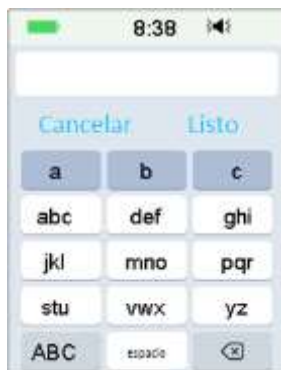 8:38
Cancelar Listo
a b c
abc def ghi
jkl mno pqr
stu vwx yz
ABC espacio